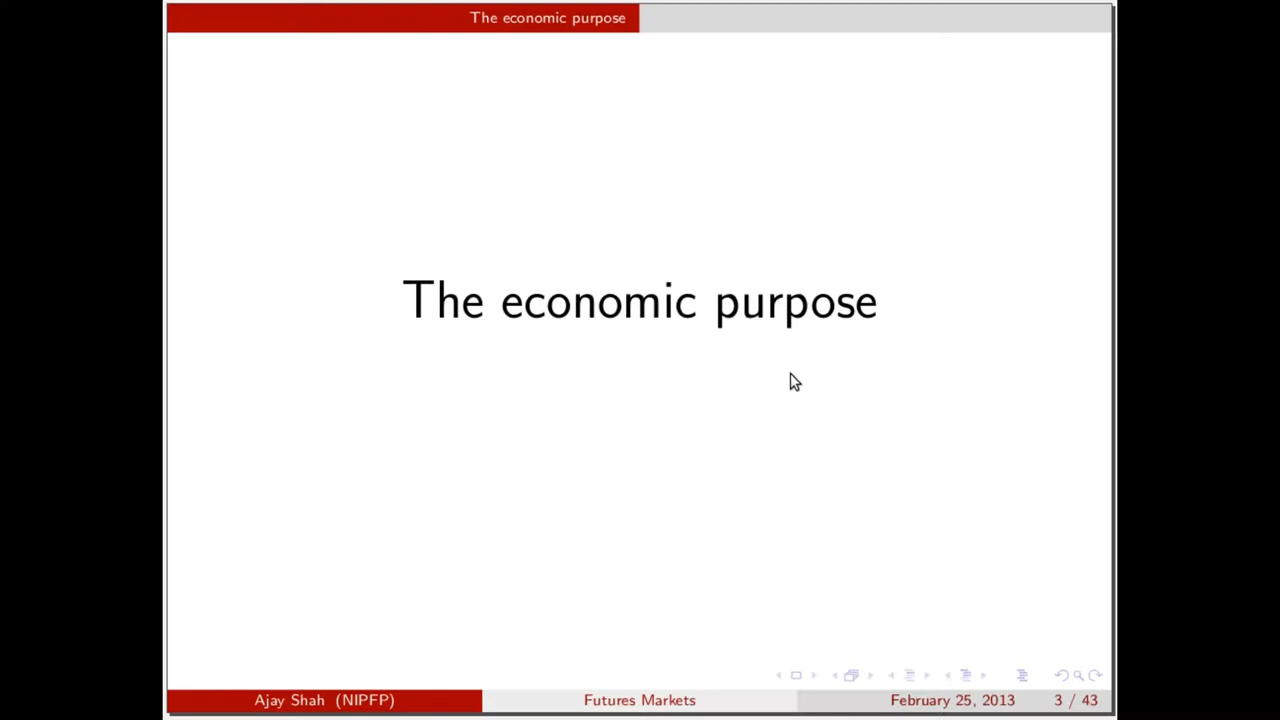 The economic purpose
The economic purpose
Ajay Shah (NIPFP)
Futures Markets
February 25, 2013
3 / 43